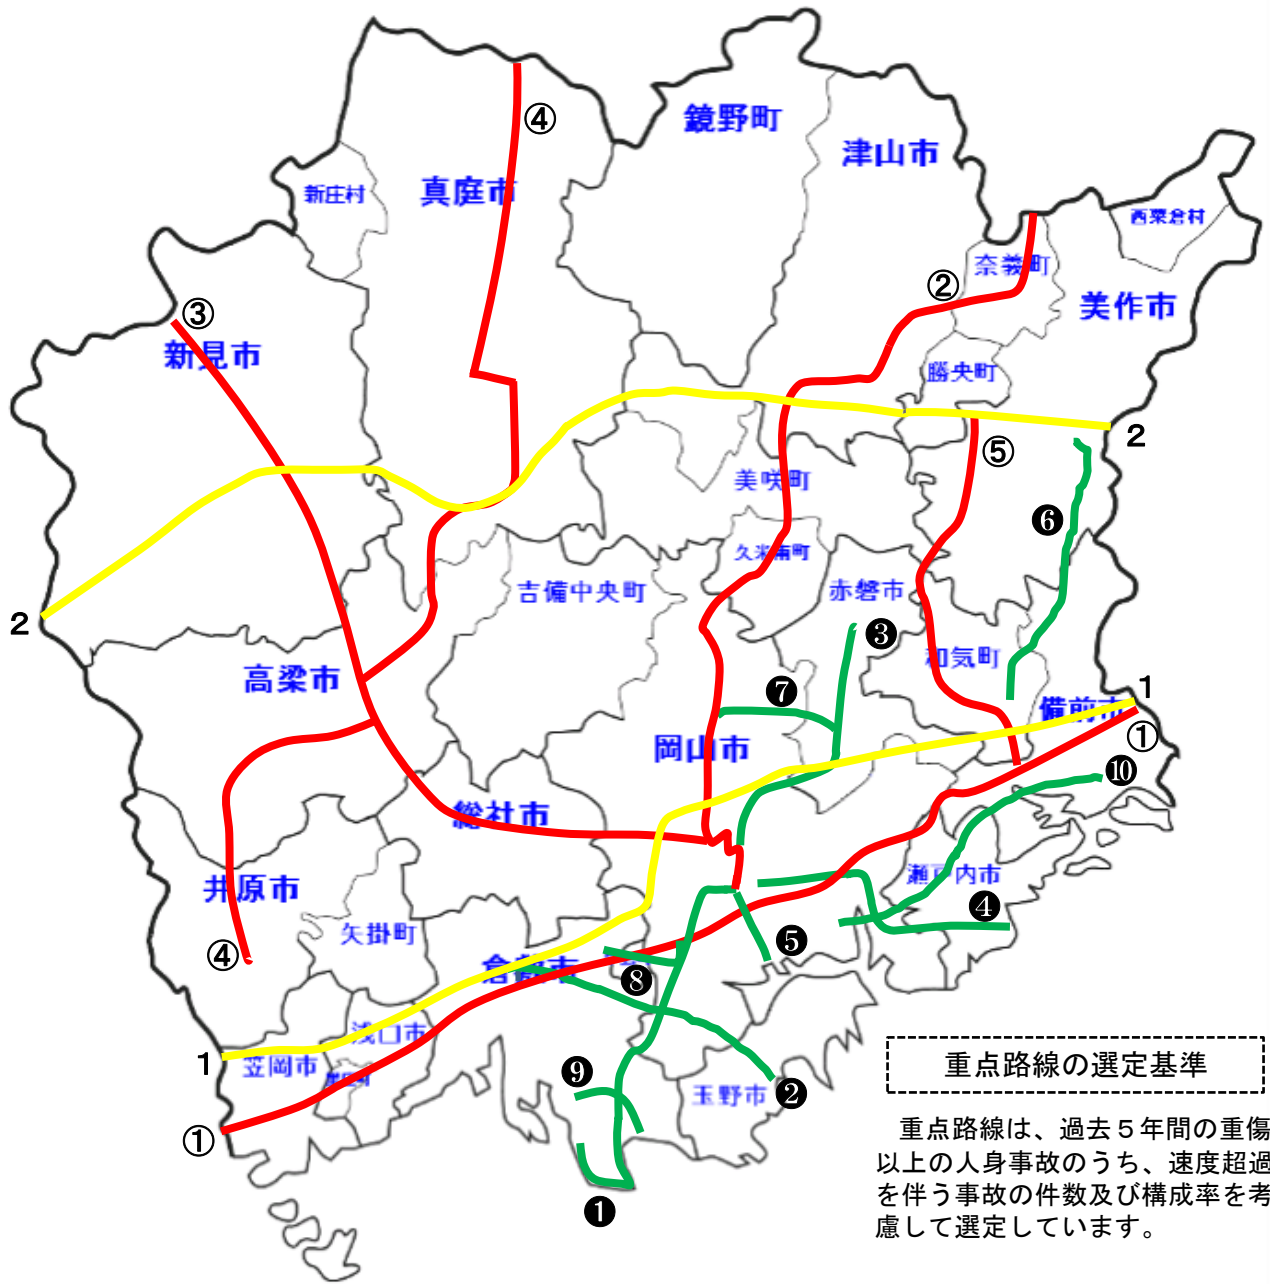 ④
鏡野町
津山市
新庄村
真庭市
西粟倉村
奈義町
②
美作市
③
新見市
勝央町
2
⑤
美咲町
❻
久米南町
吉備中央町
赤磐市
2
❸
和気町
高梁市
❼
1
備前市
①
岡山市
❿
総社市
瀬戸内市
井原市
❹
矢掛町
❺
④
倉敷市
❽
浅口市
1
笠岡市
❾
玉野市
❷
①
❶
重点路線の選定基準
重点路線は、過去５年間の重傷
以上の人身事故のうち、速度超過
を伴う事故の件数及び構成率を考
慮して選定しています。